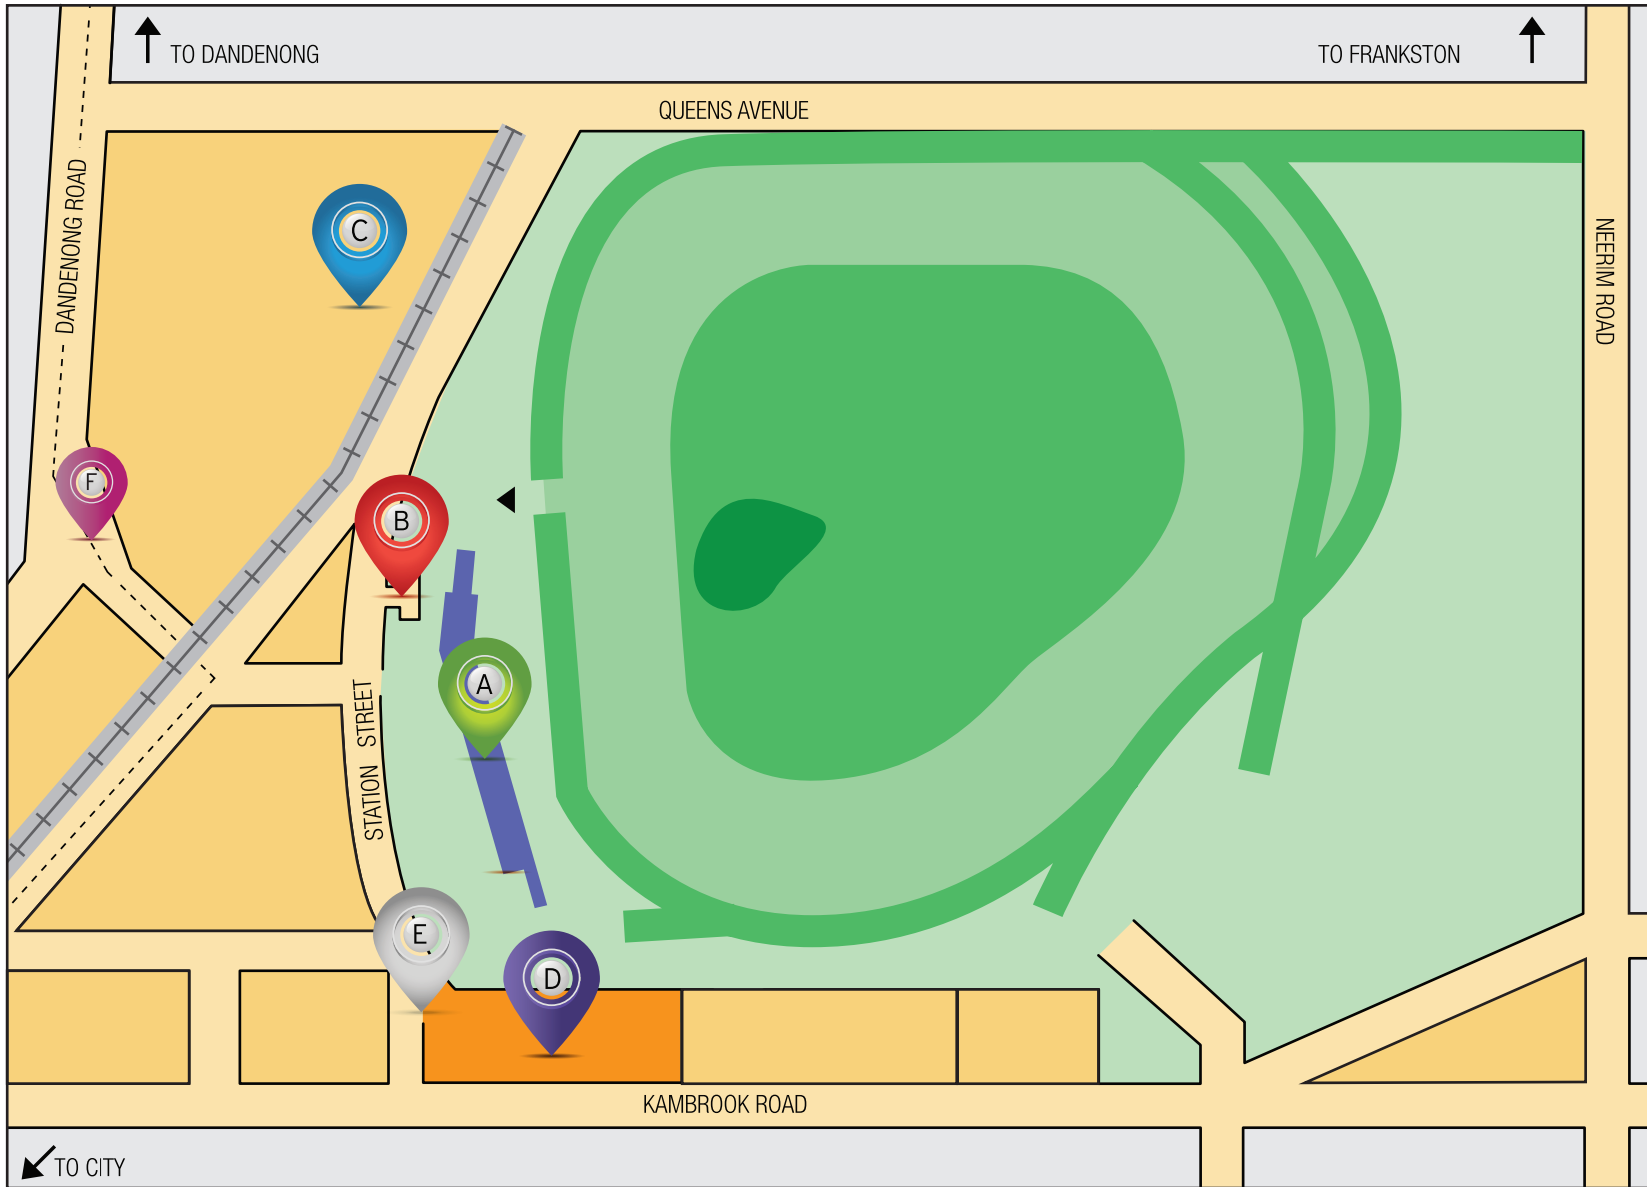 TO DANDENONG
TO FRANKSTON
QUEENS AVENUE
DANDENONG ROAD
C
NEERIM ROAD
F
B
A
STATION STREET
E
D
KAMBROOK ROAD
TO CITY